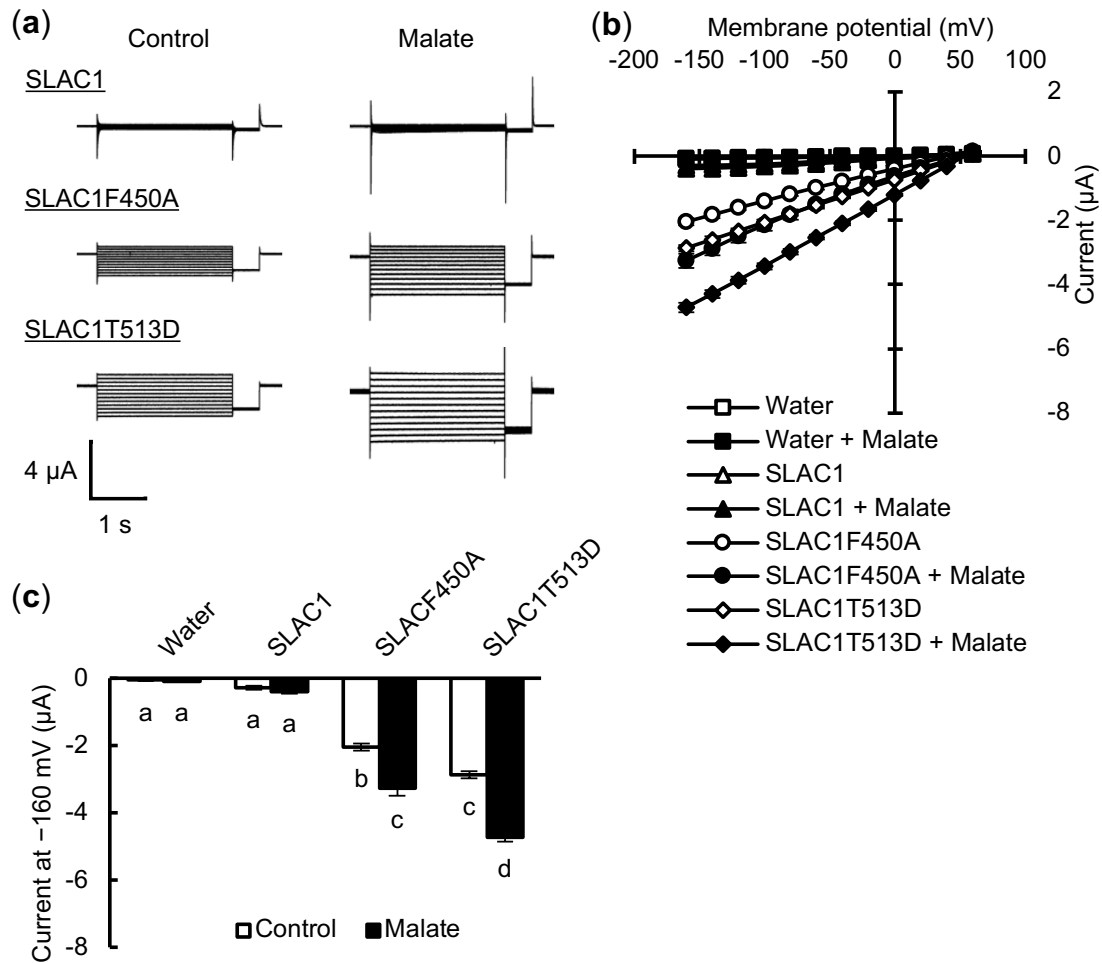 (a)
Control Malate
SLAC1
SLAC1F450A
SLAC1T513D
4 μA
1 s
(b)
Membrane potential (mV)
-200 -150 -100 -50 0 50 100
2
0
-2
-4
-6
-8
Current (μA)
Water
Water + Malate
SLAC1
SLAC1 + Malate
SLAC1F450A
SLAC1F450A + Malate
SLAC1T513D
SLAC1T513D + Malate
(c)
Water
SLAC1
SLACF450A
SLAC1T513D
Current at −160 mV (μA)
0
-2
-4
-6
-8
a a a a b c c d
Control Malate